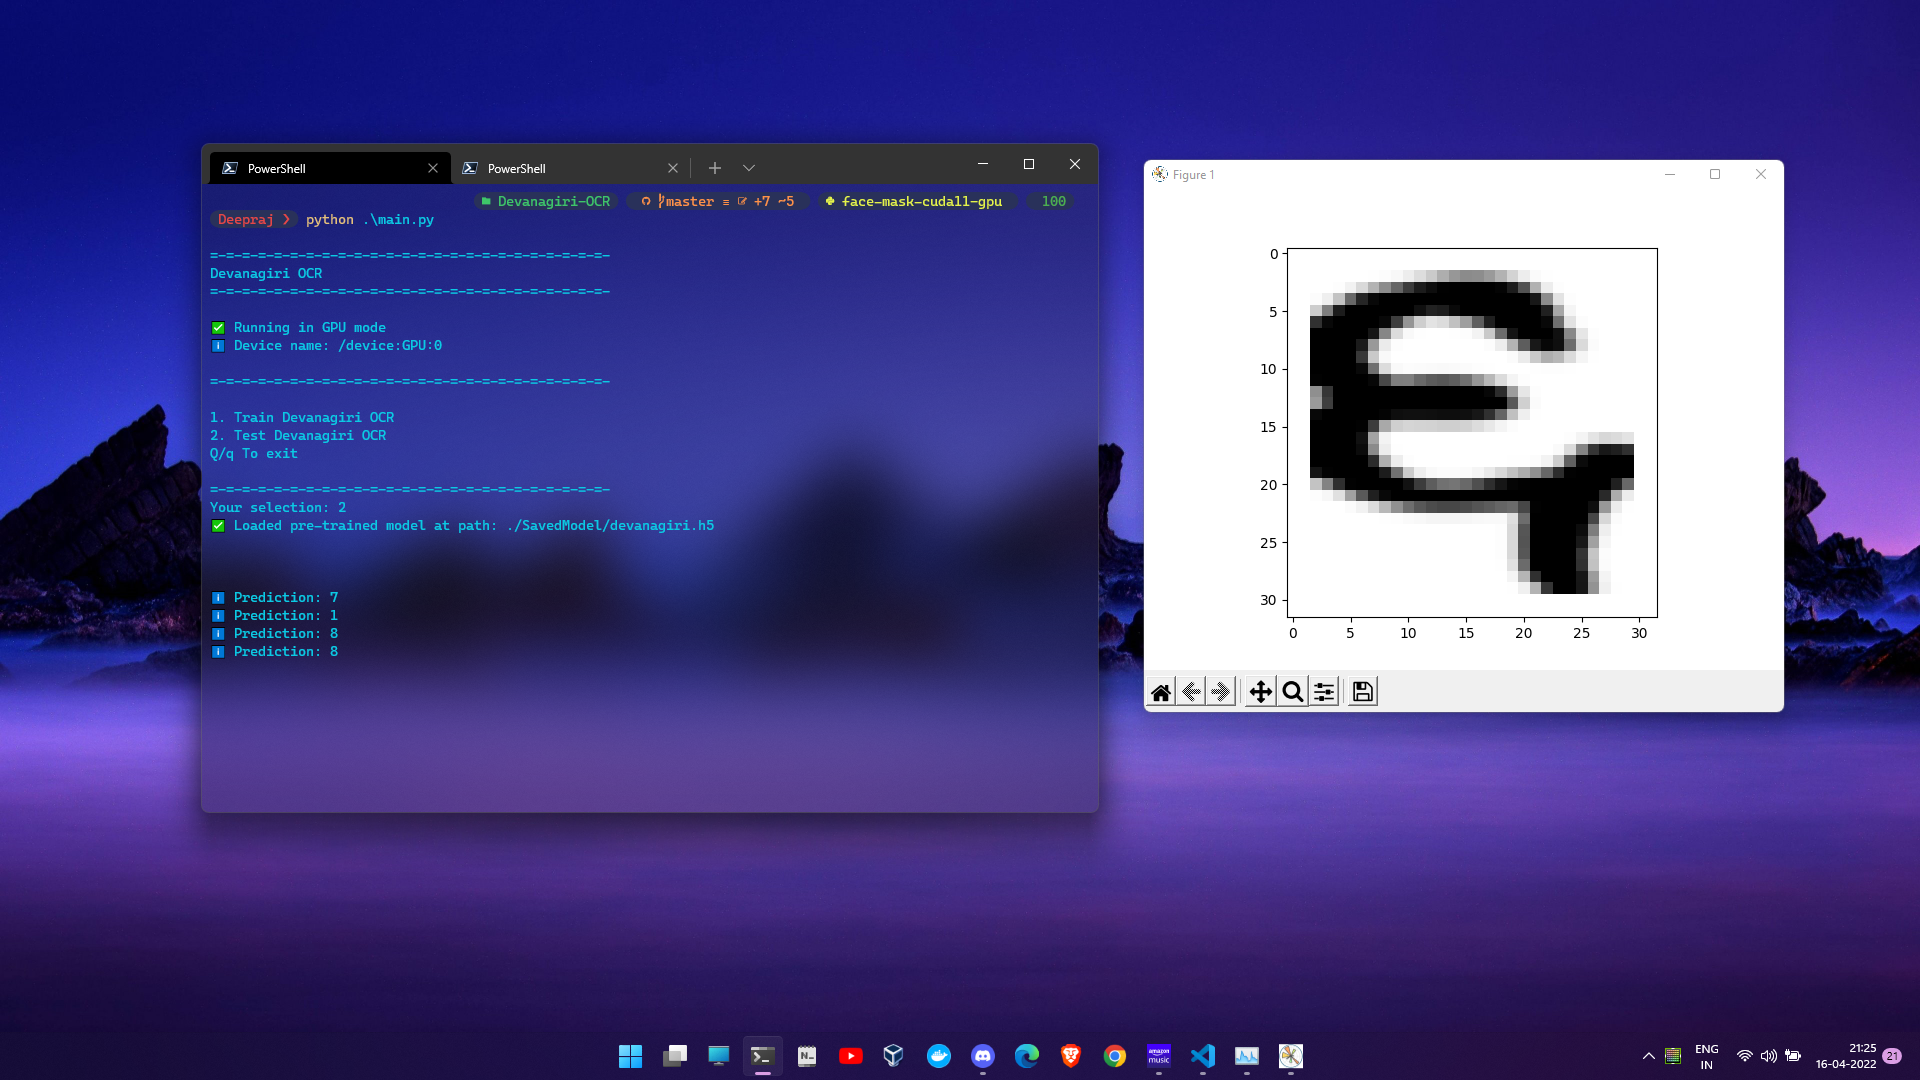 PowerShell
PowerShell
Devanagiri-OCR master ≡ +7 ~5 face-mask-cuda11-gpu 100
Deepraj ❯ python .\main.py
=-=-=-=-=-=-=-=-=-=-=-=-=-=-=-=-=-=-=-=-=-=-=-=-=-
Devanagiri OCR
=-=-=-=-=-=-=-=-=-=-=-=-=-=-=-=-=-=-=-=-=-=-=-=-=-
✅ Running in GPU mode
ℹ Device name: /device:GPU:0
=-=-=-=-=-=-=-=-=-=-=-=-=-=-=-=-=-=-=-=-=-=-=-=-=-
1. Train Devanagiri OCR
2. Test Devanagiri OCR
Q/q To exit
=-=-=-=-=-=-=-=-=-=-=-=-=-=-=-=-=-=-=-=-=-=-=-=-=-
Your selection: 2
✅ Loaded pre-trained model at path: ./SavedModel/devanagiri.h5
ℹ Prediction: 7
ℹ Prediction: 1
ℹ Prediction: 8
ℹ Prediction: 8
Figure 1
0
5
10
15
20
25
30
0 5 10 15 20 25 30
N
amazon
music
ENG
IN
21:25
16-04-2022
21